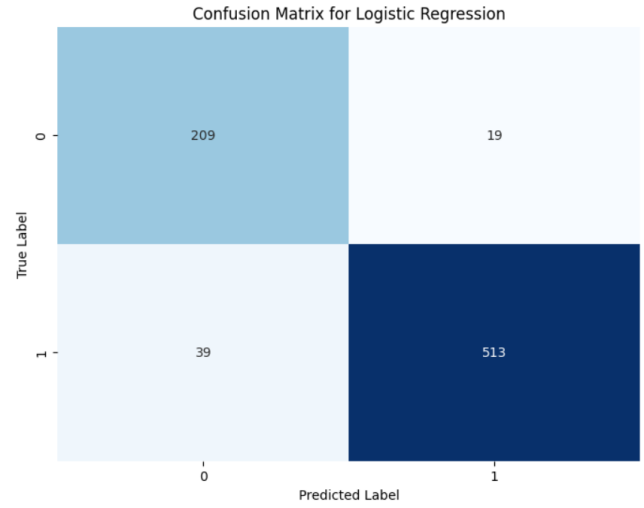 Confusion Matrix for Logistic Regression
0
209
19
True Label
1
39
513
0
1
Predicted Label